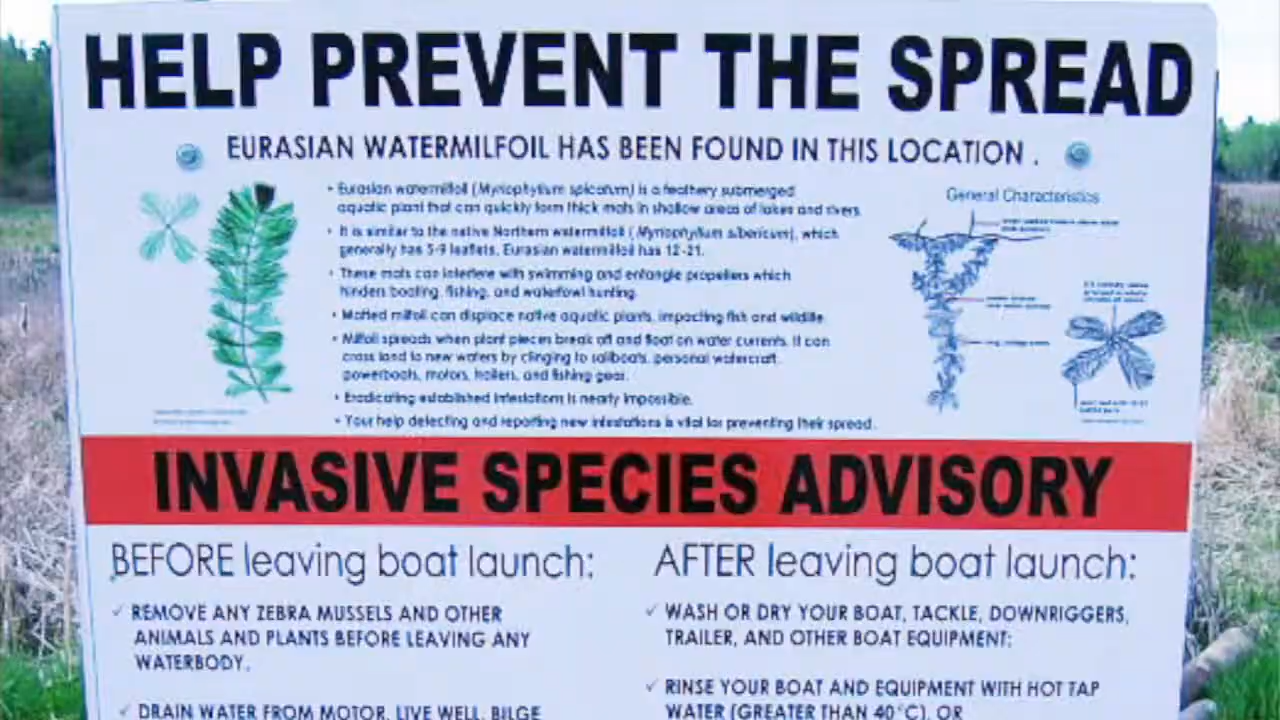 HELP PREVENT THE SPREAD
EURASIAN WATERMILFOIL HAS BEEN FOUND IN THIS LOCATION .
• Eurasian watermilfoil (Myriophyllum spicatum) is a feathery submerged
aquatic plant that can quickly form thick mats in shallow areas of lakes and rivers.
• It is similar to the native Northern watermilfoil ( Myriophyllum sibericum), which
generally has 5-9 leaflets. Eurasian watermilfoil has 12-21.
• These mats can interfere with swimming and entangle propellers which
hinders boating, fishing, and waterfowl hunting.
• Matted milfoil can displace native aquatic plants, impacting fish and wildlife.
• Milfoil spreads when plant pieces break off and float on water currents. It can
cross land to new waters by clinging to sailboats, personal watercraft,
powerboats, motors, trailers, and fishing gear.
• Eradicating established infestations is nearly impossible.
• Your help detecting and reporting new infestations is vital for preventing their spread.
General Characteristics
INVASIVE SPECIES ADVISORY
BEFORE leaving boat launch:
✓ REMOVE ANY ZEBRA MUSSELS AND OTHER
ANIMALS AND PLANTS BEFORE LEAVING ANY
WATERBODY.
✓ DRAIN WATER FROM MOTOR, LIVE WELL, BILGE
AFTER leaving boat launch:
✓ WASH OR DRY YOUR BOAT, TACKLE, DOWNRIGGERS,
TRAILER, AND OTHER BOAT EQUIPMENT:
✓ RINSE YOUR BOAT AND EQUIPMENT WITH HOT TAP
WATER (GREATER THAN 40°C), OR